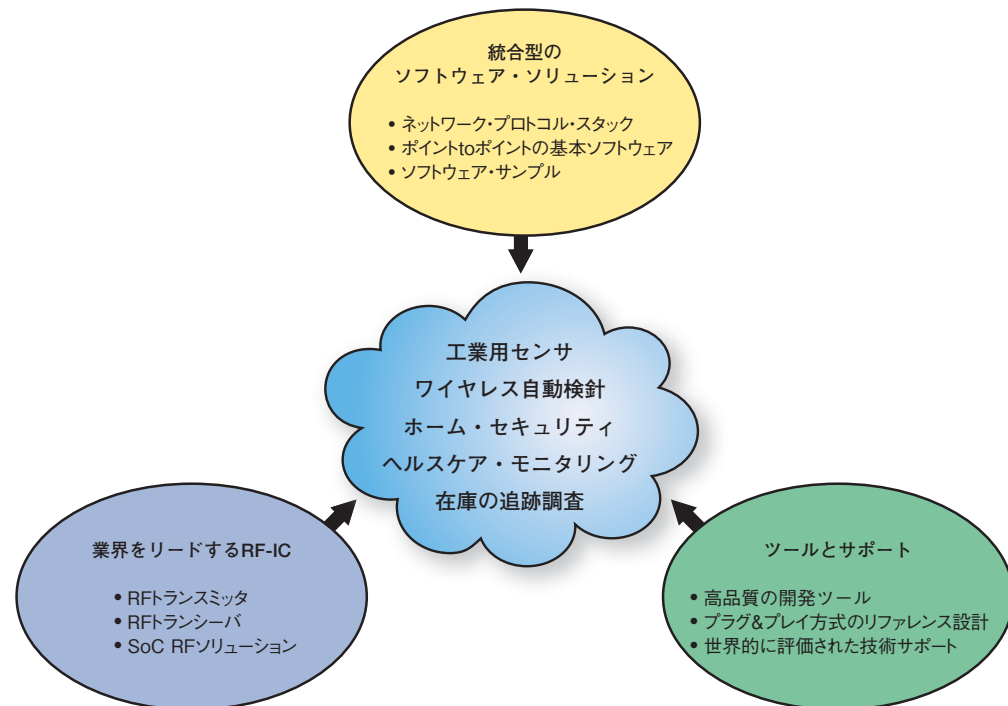 統合型の
ソフトウェア・ソリューション
• ネットワーク・プロトコル・スタック
• ポイントtoポイントの基本ソフトウェア
• ソフトウェア・サンプル
工業用センサ
ワイヤレス自動検針
ホーム・セキュリティ
ヘルスケア・モニタリング
在庫の追跡調査
業界をリードするRF-IC
• RFトランスミッタ
• RFトランシーバ
• SoC RFソリューション
ツールとサポート
• 高品質の開発ツール
• プラグ&プレイ方式のリファレンス設計
• 世界的に評価された技術サポート